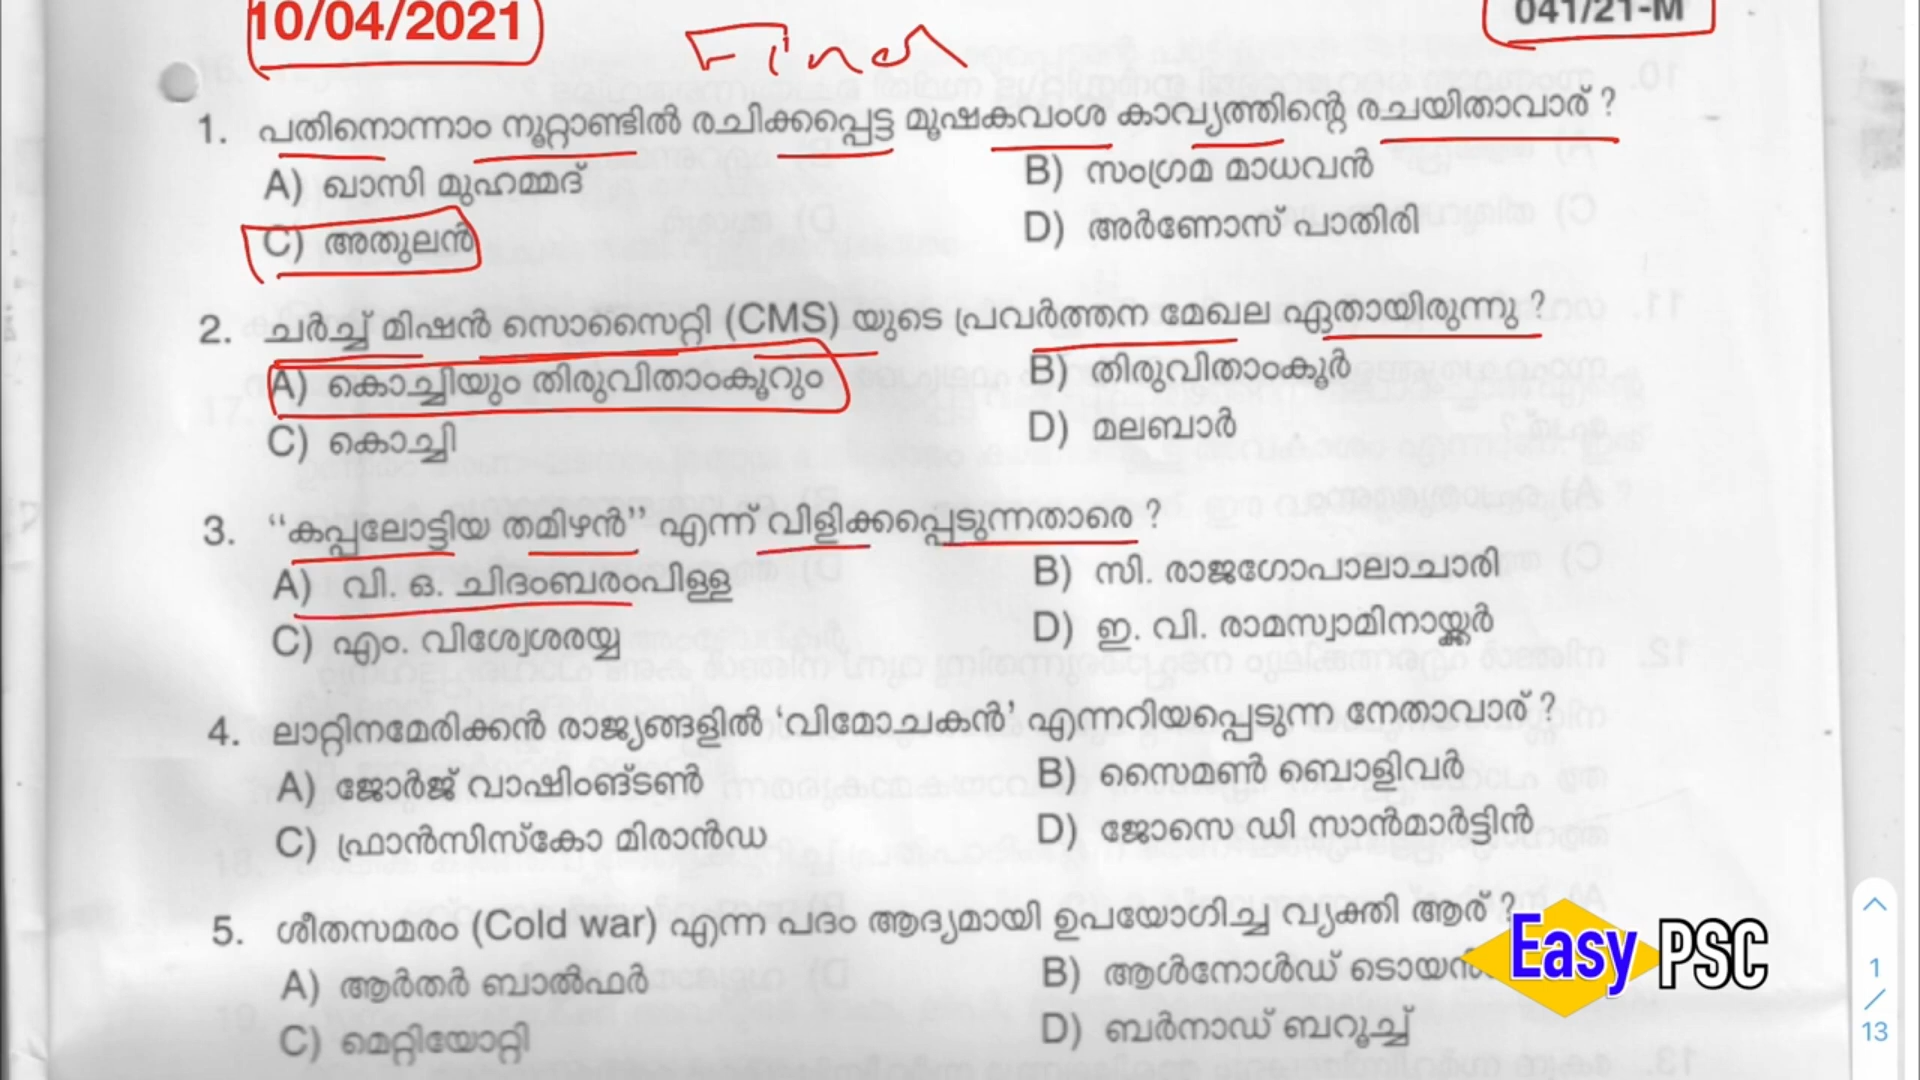 10/04/2021
Final
041/21-M
1. പതിനൊന്നാം നൂറ്റാണ്ടിൽ രചിക്കപ്പെട്ട മൂഷകവംശ കാവ്യത്തിന്റെ രചയിതാവാര് ?
A) ഖാസി മുഹമ്മദ് B) സംഗ്രമ മാധവൻ
C) അതുലൻ D) അർണോസ് പാതിരി
2. ചർച്ച് മിഷൻ സൊസൈറ്റി (CMS) യുടെ പ്രവർത്തന മേഖല ഏതായിരുന്നു ?
A) കൊച്ചിയും തിരുവിതാംകൂറും B) തിരുവിതാംകൂർ
C) കൊച്ചി D) മലബാർ
3. “കപ്പലോട്ടിയ തമിഴൻ” എന്ന് വിളിക്കപ്പെടുന്നതാരെ ?
A) വി. ഒ. ചിദംബരംപിള്ള B) സി. രാജഗോപാലാചാരി
C) എം. വിശ്വേശരയ്യ D) ഇ. വി. രാമസ്വാമിനായ്ക്കർ
4. ലാറ്റിനമേരിക്കൻ രാജ്യങ്ങളിൽ ‘വിമോചകൻ’ എന്നറിയപ്പെടുന്ന നേതാവാര് ?
A) ജോർജ് വാഷിംങ്ടൺ B) സൈമൺ ബൊളിവർ
C) ഫ്രാൻസിസ്കോ മിരാൻഡ D) ജോസെ ഡി സാൻമാർട്ടിൻ
5. ശീതസമരം (Cold war) എന്ന പദം ആദ്യമായി ഉപയോഗിച്ച വ്യക്തി ആര് ?
A) ആർതർ ബാൽഫർ B) ആൾനോൾഡ് ടൊയൻ
C) മെറ്റിയോറ്റി D) ബർനാഡ് ബറൂച്ച്
Easy PSC
1
/
13